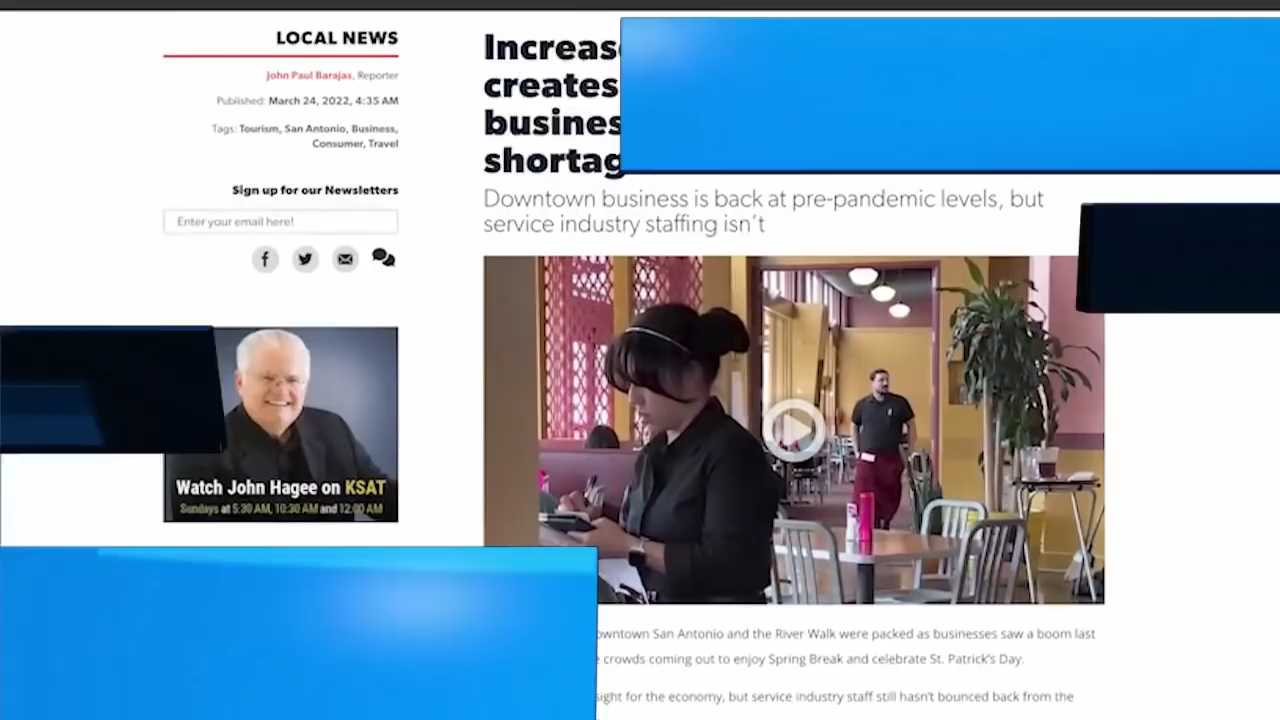 LOCAL NEWS
John Paul Barajas, Reporter
Published: March 24, 2022, 4:35 AM
Tags: Tourism, San Antonio, Business,
Consumer, Travel
Sign up for our Newsletters
Enter your email here!
Watch John Hagee on KSAT
Sundays at 5:30 AM, 10:30 AM and 12:00 AM
creates
shortag
Downtown business is back at pre-pandemic levels, but
service industry staffing isn't
owntown San Antonio and the River Walk were packed as businesses saw a boom last
crowds coming out to enjoy Spring Break and celebrate St. Patrick's Day.
sight for the economy, but service industry staff still hasn't bounced back from the